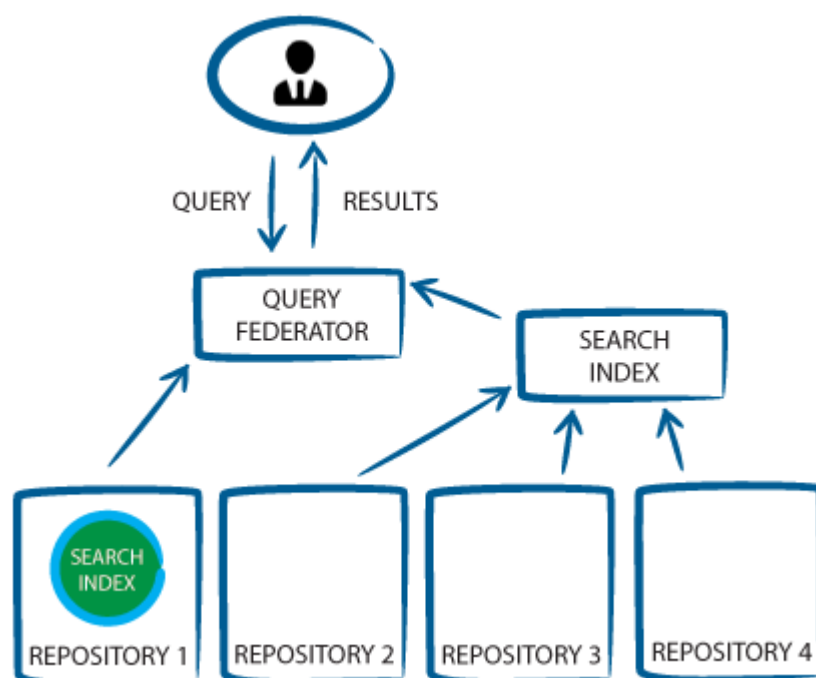 QUERY
RESULTS
QUERY
FEDERATOR
SEARCH
INDEX
SEARCH
INDEX
REPOSITORY 1
REPOSITORY 2
REPOSITORY 3
REPOSITORY 4